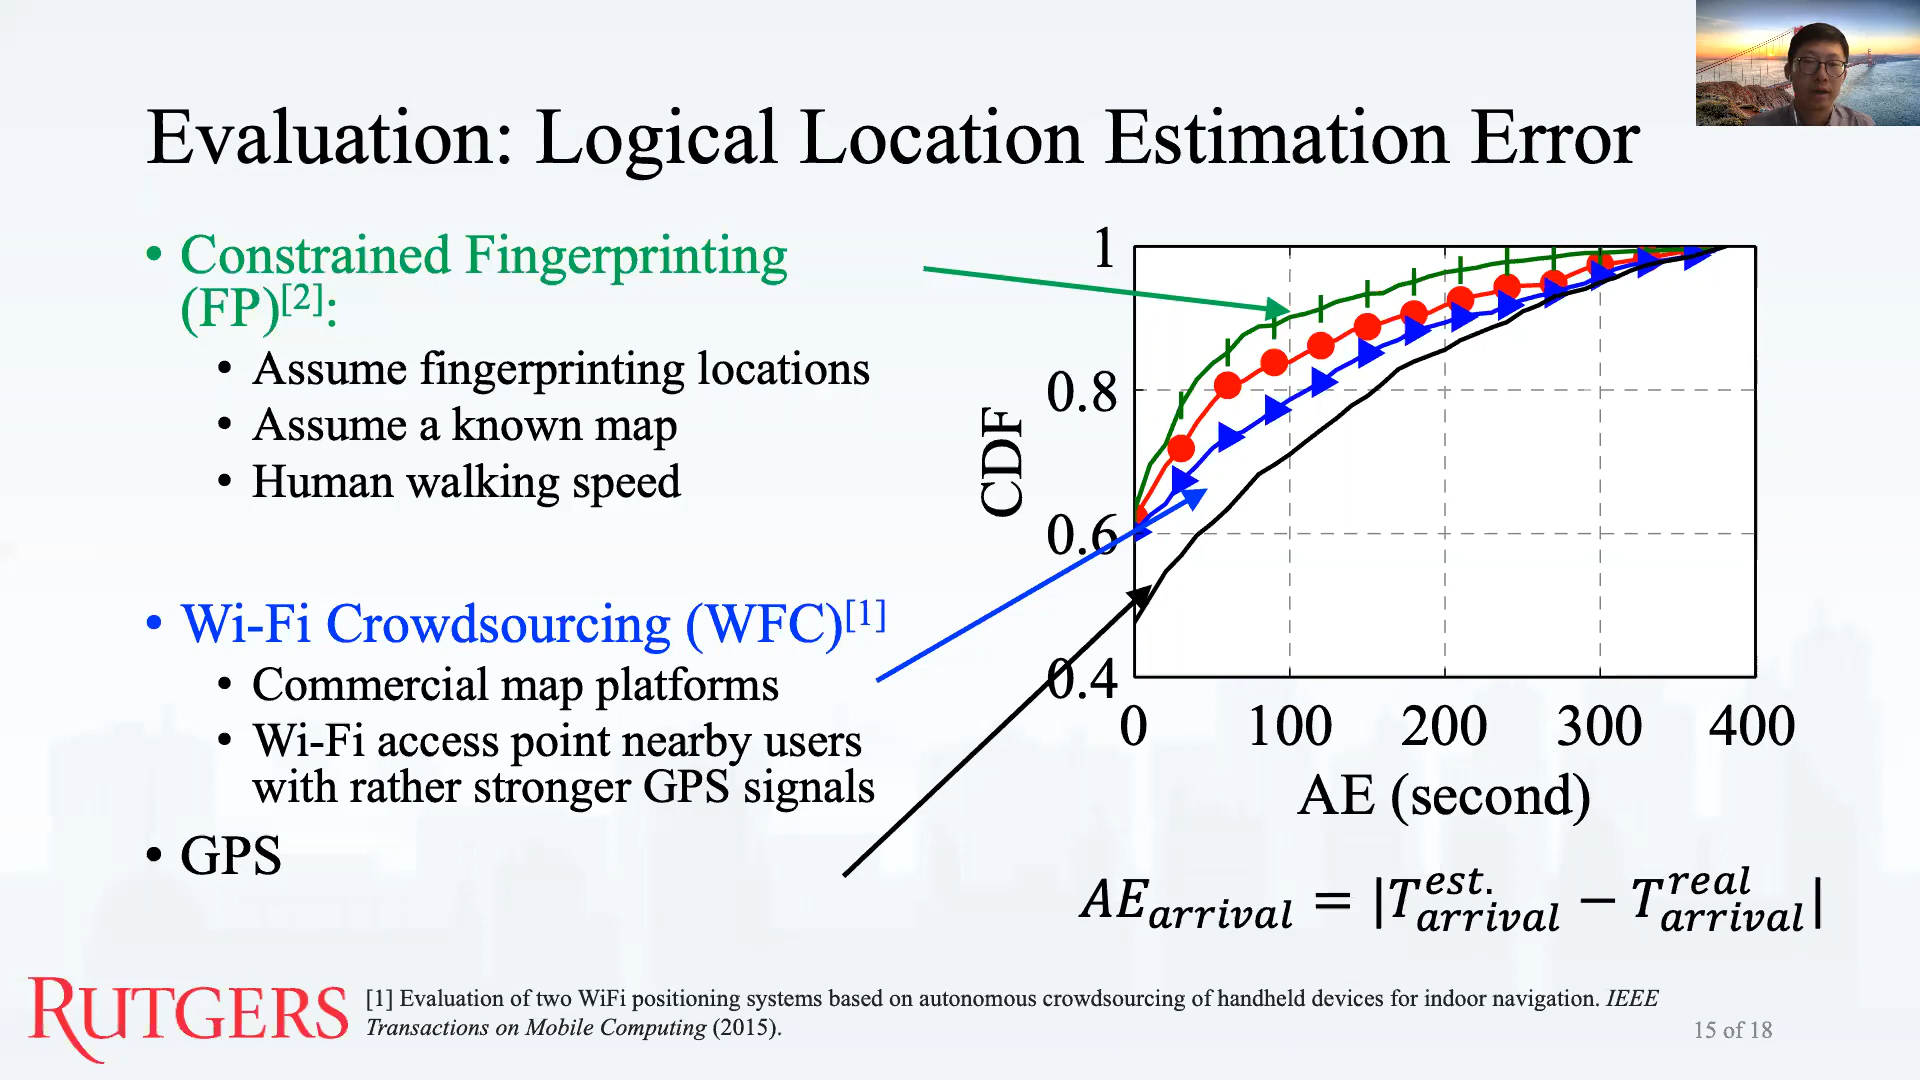 Evaluation: Logical Location Estimation Error
• Constrained Fingerprinting
(FP)[2]:
• Assume fingerprinting locations
• Assume a known map
• Human walking speed
• Wi-Fi Crowdsourcing (WFC)[1]
• Commercial map platforms
• Wi-Fi access point nearby users
with rather stronger GPS signals
• GPS
1
0.8
0.6
0.4
CDF
0 100 200 300 400
AE (second)
AE_arrival = |T_arrival^est. − T_arrival^real|
RUTGERS
[1] Evaluation of two WiFi positioning systems based on autonomous crowdsourcing of handheld devices for indoor navigation. IEEE
Transactions on Mobile Computing (2015).
15 of 18